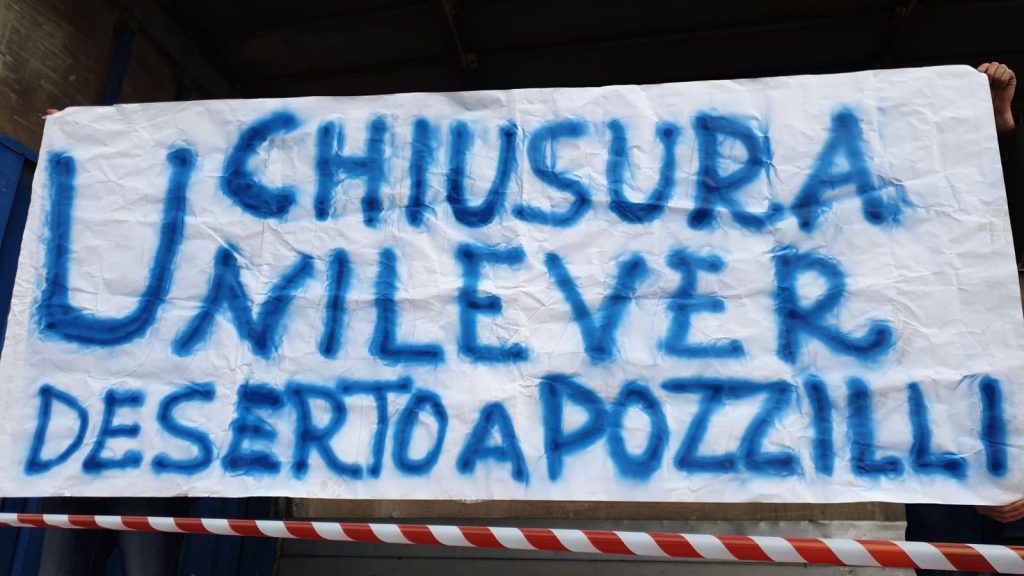 CHIUSURA
UNILEVER
DESERTO A POZZILLI